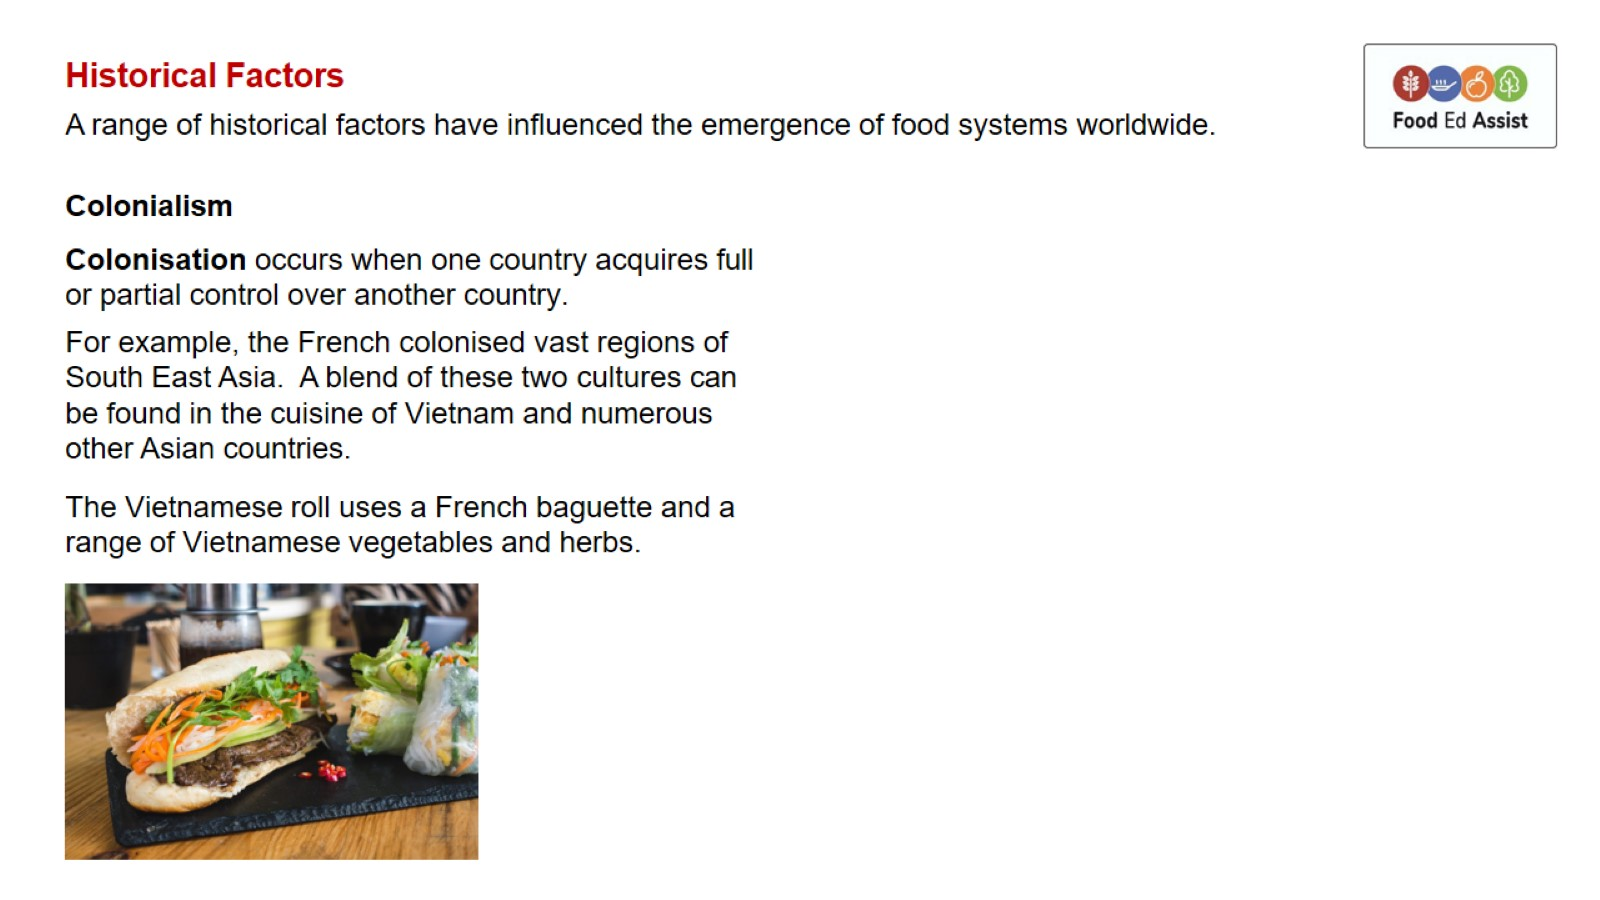 Historical Factors
A range of historical factors have influenced the emergence of food systems worldwide.
Food Ed Assist
Colonialism
Colonisation occurs when one country acquires full
or partial control over another country.
For example, the French colonised vast regions of
South East Asia.  A blend of these two cultures can
be found in the cuisine of Vietnam and numerous
other Asian countries.
The Vietnamese roll uses a French baguette and a
range of Vietnamese vegetables and herbs.